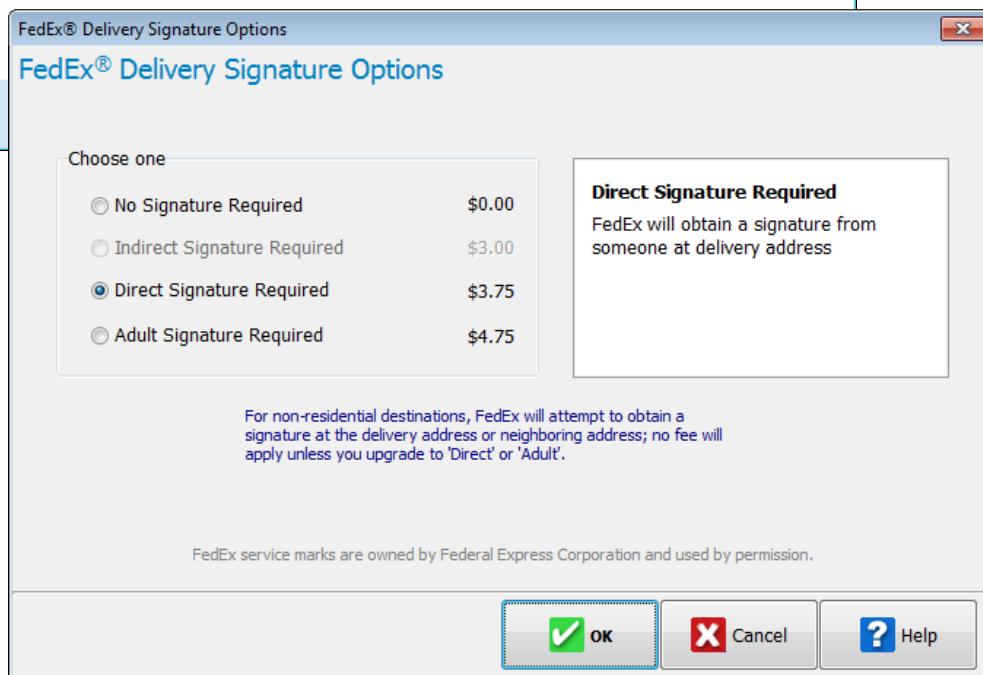 FedEx® Delivery Signature Options
FedEx® Delivery Signature Options
Choose one
No Signature Required $0.00
Indirect Signature Required $3.00
Direct Signature Required $3.75
Adult Signature Required $4.75
Direct Signature Required
FedEx will obtain a signature from
someone at delivery address
For non-residential destinations, FedEx will attempt to obtain a
signature at the delivery address or neighboring address; no fee will
apply unless you upgrade to 'Direct' or 'Adult'.
FedEx service marks are owned by Federal Express Corporation and used by permission.
OK Cancel ? Help